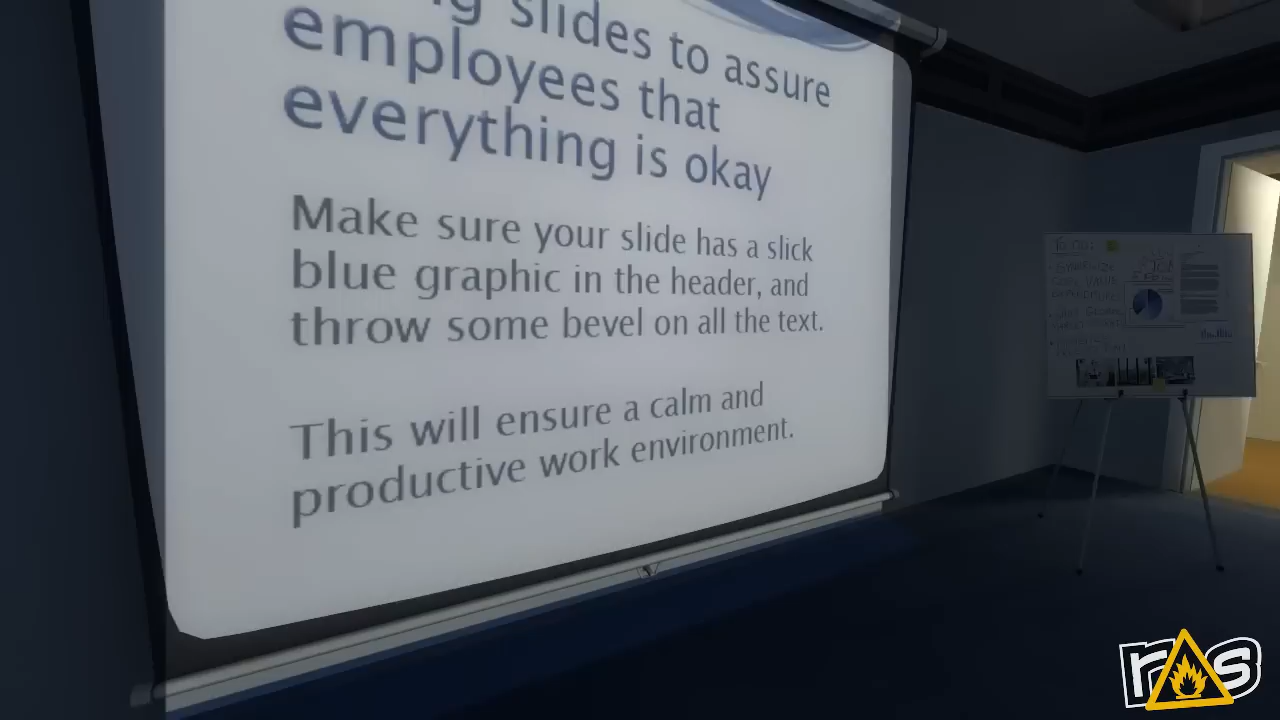 slides to assure
employees that
everything is okay
Make sure your slide has a slick
blue graphic in the header, and
throw some bevel on all the text.
This will ensure a calm and
productive work environment.